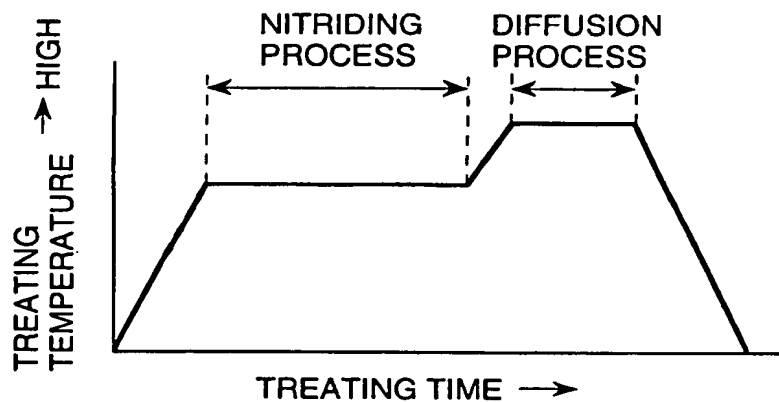 NITRIDING
PROCESS
DIFFUSION
PROCESS
TREATING
TEMPERATURE → HIGH
TREATING TIME →